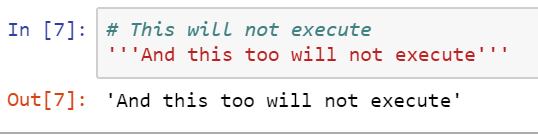 In [7]: # This will not execute
'''And this too will not execute'''
Out[7]: 'And this too will not execute'